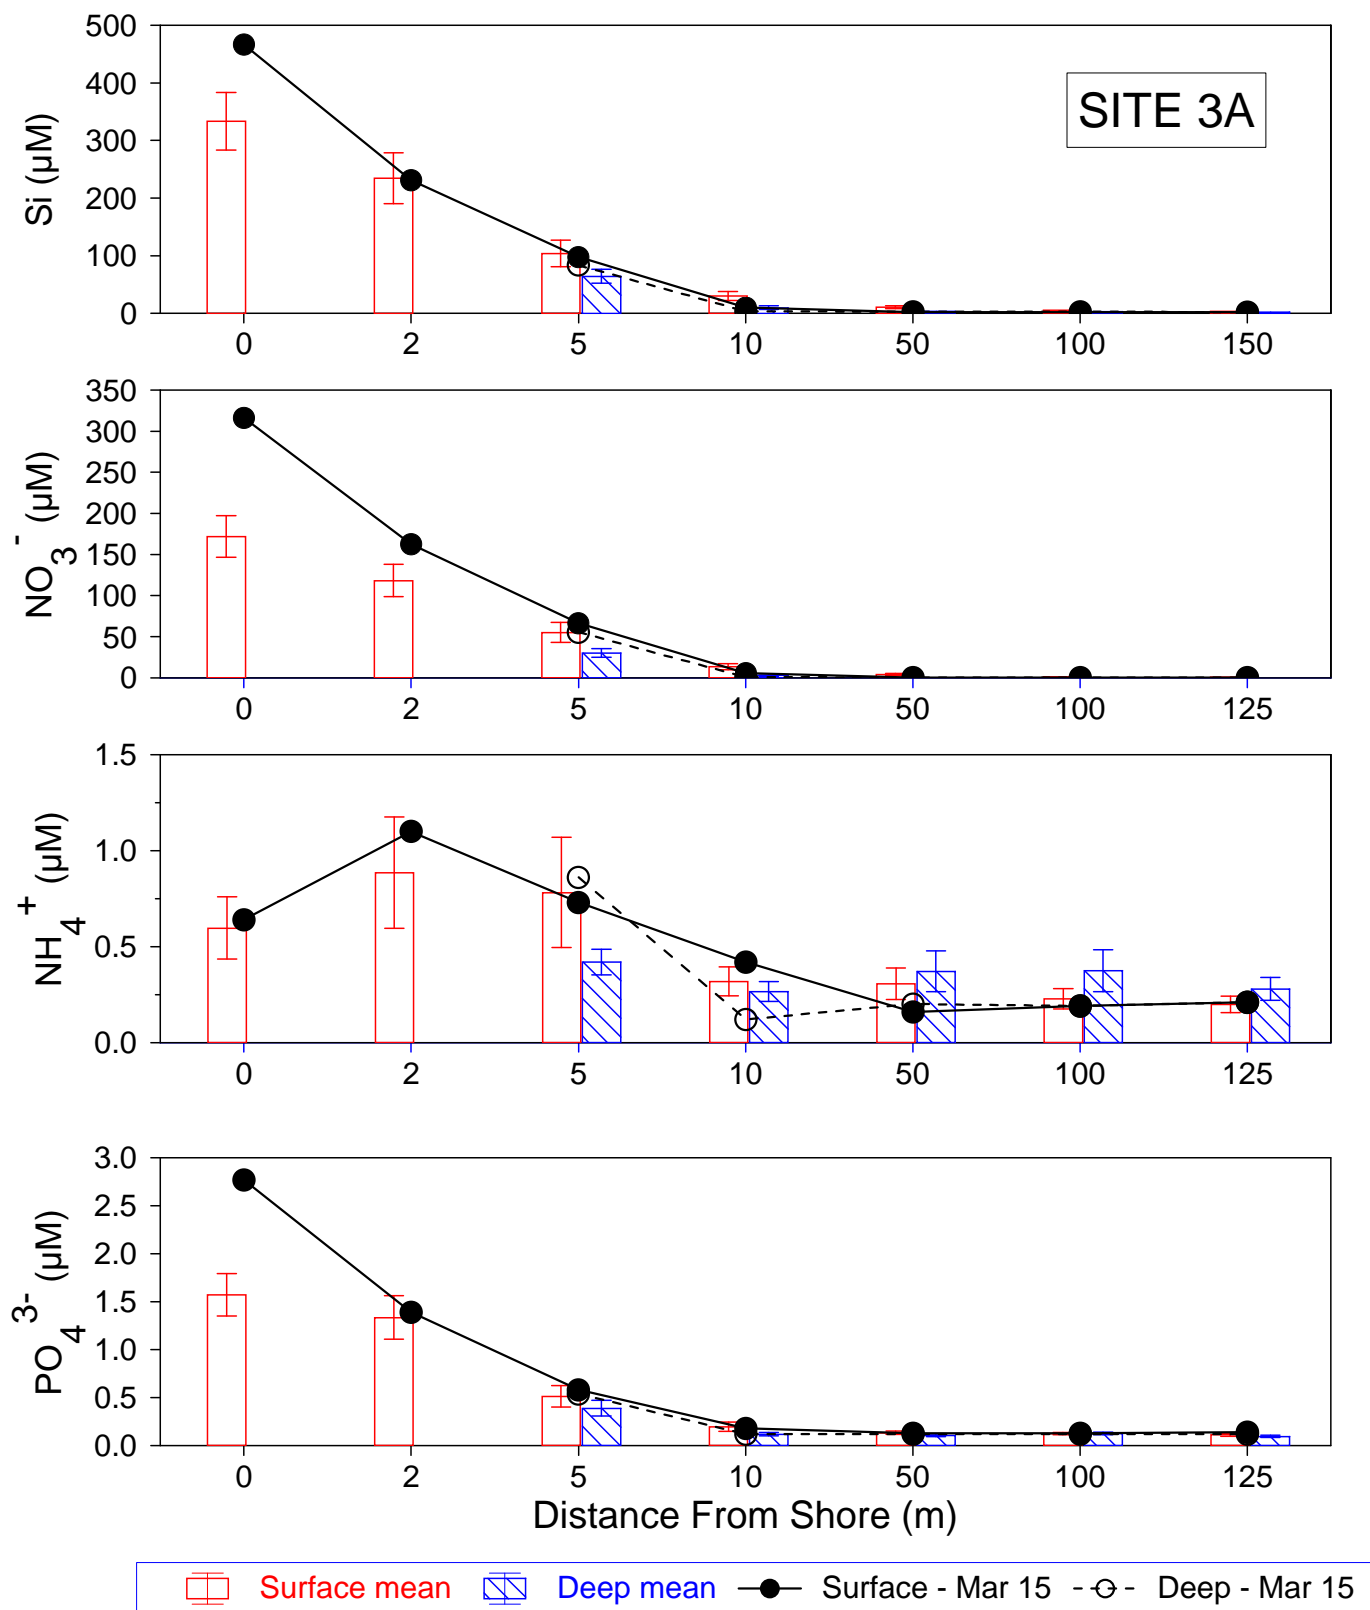 SITE 3A
Si (µM)
500
400
300
200
100
0
0 2 5 10 50 100 150
NO3- (µM)
350
300
250
200
150
100
50
0
0 2 5 10 50 100 125
NH4+ (µM)
1.5
1.0
0.5
0.0
0 2 5 10 50 100 125
PO43- (µM)
3.0
2.5
2.0
1.5
1.0
0.5
0.0
0 2 5 10 50 100 125
Distance From Shore (m)
Surface mean Deep mean Surface - Mar 15 Deep - Mar 15